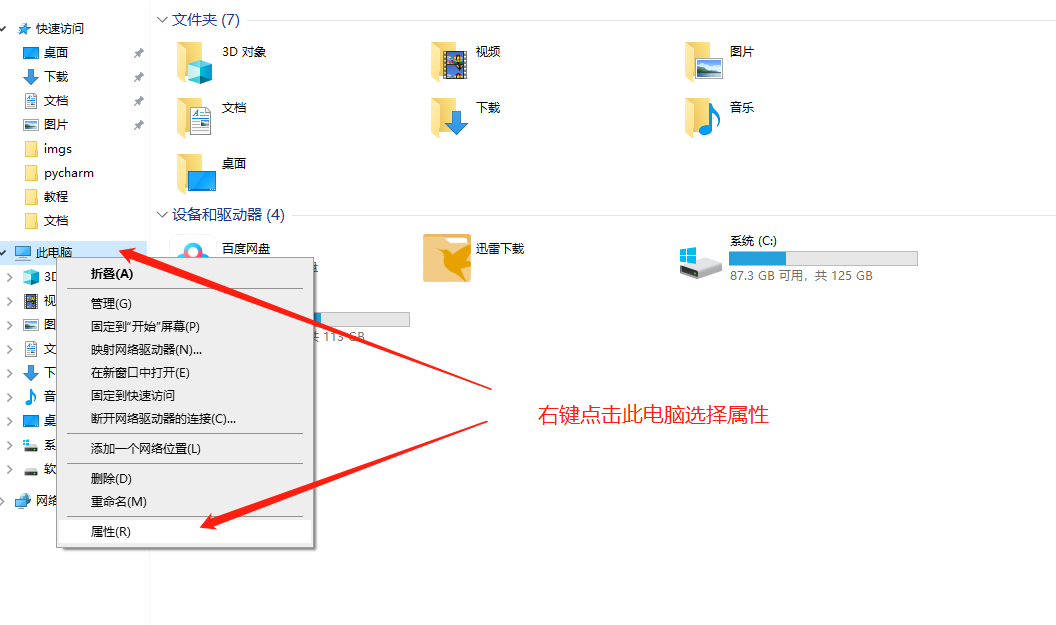 快速访问
桌面
下载
文档
图片
imgs
pycharm
教程
文档
此电脑
3D
视
图
文
下
音
桌
系
软
网络
文件夹 (7)
3D 对象
视频
图片
文档
下载
音乐
桌面
设备和驱动器 (4)
百度网盘
迅雷下载
系统 (C:)
87.3 GB 可用，共 125 GB
共 113 GB
折叠(A)
管理(G)
固定到"开始"屏幕(P)
映射网络驱动器(N)...
在新窗口中打开(E)
固定到快速访问
断开网络驱动器的连接(C)...
添加一个网络位置(L)
删除(D)
重命名(M)
属性(R)
右键点击此电脑选择属性